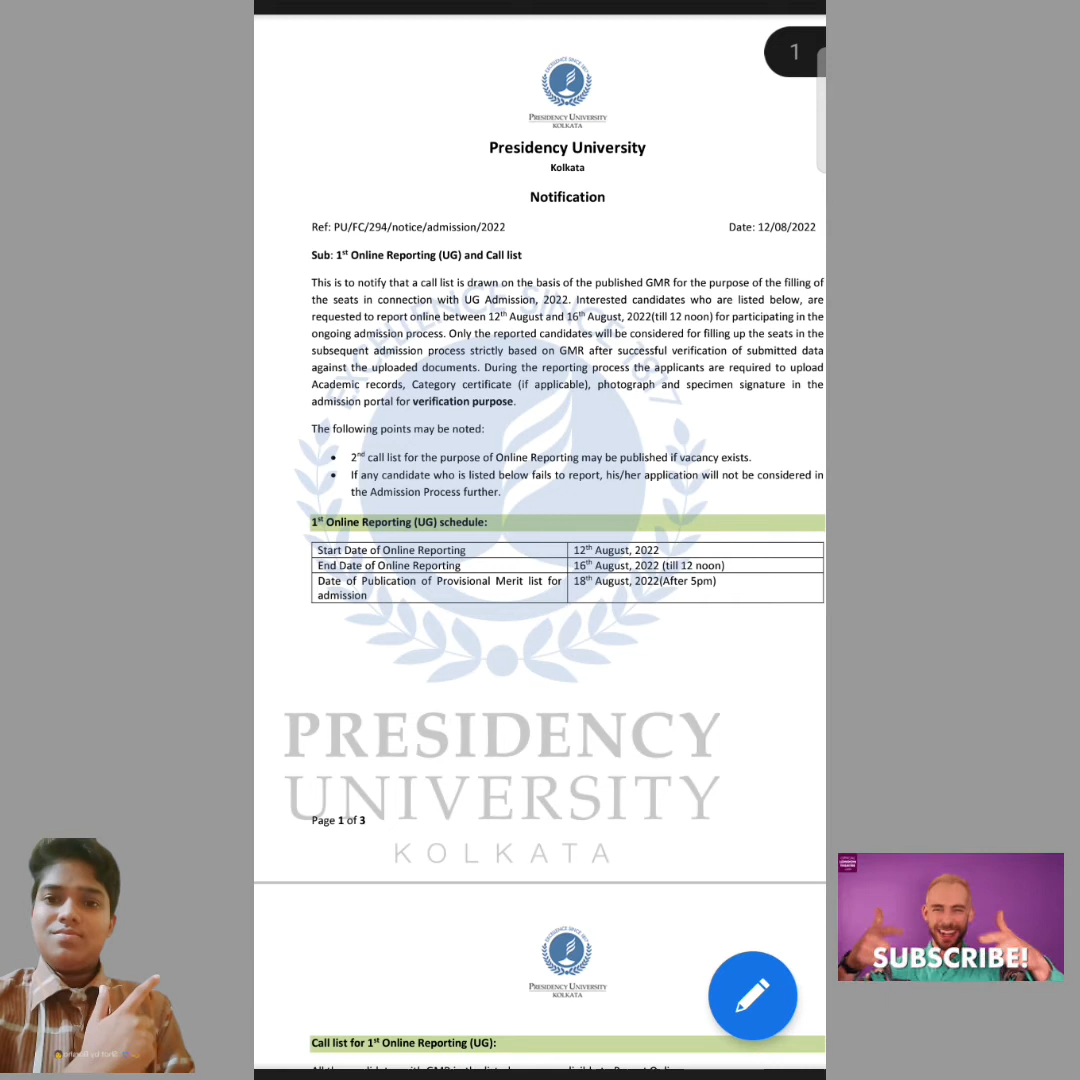 1
EXCELLENCE SINCE 1817
PRESIDENCY UNIVERSITY
KOLKATA
Presidency University
Kolkata
Notification
Ref: PU/FC/294/notice/admission/2022 Date: 12/08/2022
Sub: 1st Online Reporting (UG) and Call list
This is to notify that a call list is drawn on the basis of the published GMR for the purpose of the filling of
the seats in connection with UG Admission, 2022. Interested candidates who are listed below, are
requested to report online between 12th August and 16th August, 2022(till 12 noon) for participating in the
ongoing admission process. Only the reported candidates will be considered for filling up the seats in the
subsequent admission process strictly based on GMR after successful verification of submitted data
against the uploaded documents. During the reporting process the applicants are required to upload
Academic records, Category certificate (if applicable), photograph and specimen signature in the
admission portal for verification purpose.
The following points may be noted:
• 2nd call list for the purpose of Online Reporting may be published if vacancy exists.
• If any candidate who is listed below fails to report, his/her application will not be considered in
the Admission Process further.
1st Online Reporting (UG) schedule:
Start Date of Online Reporting 12th August, 2022
End Date of Online Reporting 16th August, 2022 (till 12 noon)
Date of Publication of Provisional Merit list for 18th August, 2022(After 5pm)
admission
EXCELLENCE SINCE 1817
PRESIDENCY
UNIVERSITY
KOLKATA
Page 1 of 3
EXCELLENCE SINCE 1817
PRESIDENCY UNIVERSITY
KOLKATA
Call list for 1st Online Reporting (UG):
SUBSCRIBE!